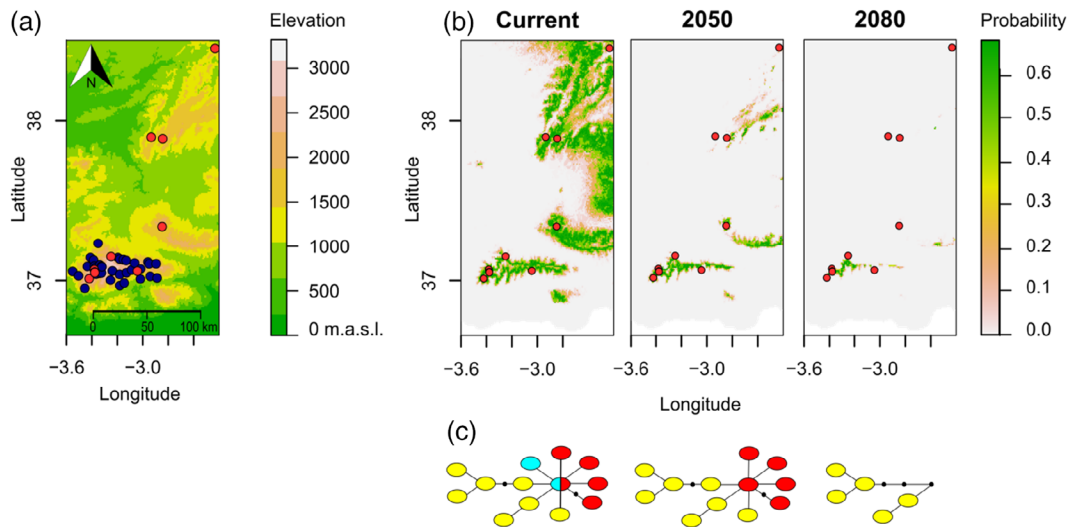 (a)
Elevation
(b)
Current
2050
2080
Probability
N
38
37
Latitude
−3.6
−3.0
Longitude
0
50
100 km
3000
2500
2000
1500
1000
500
0 m.a.s.l.
38
37
Latitude
−3.6
−3.0
−3.6
−3.0
−3.6
−3.0
Longitude
0.6
0.5
0.4
0.3
0.2
0.1
0.0
(c)